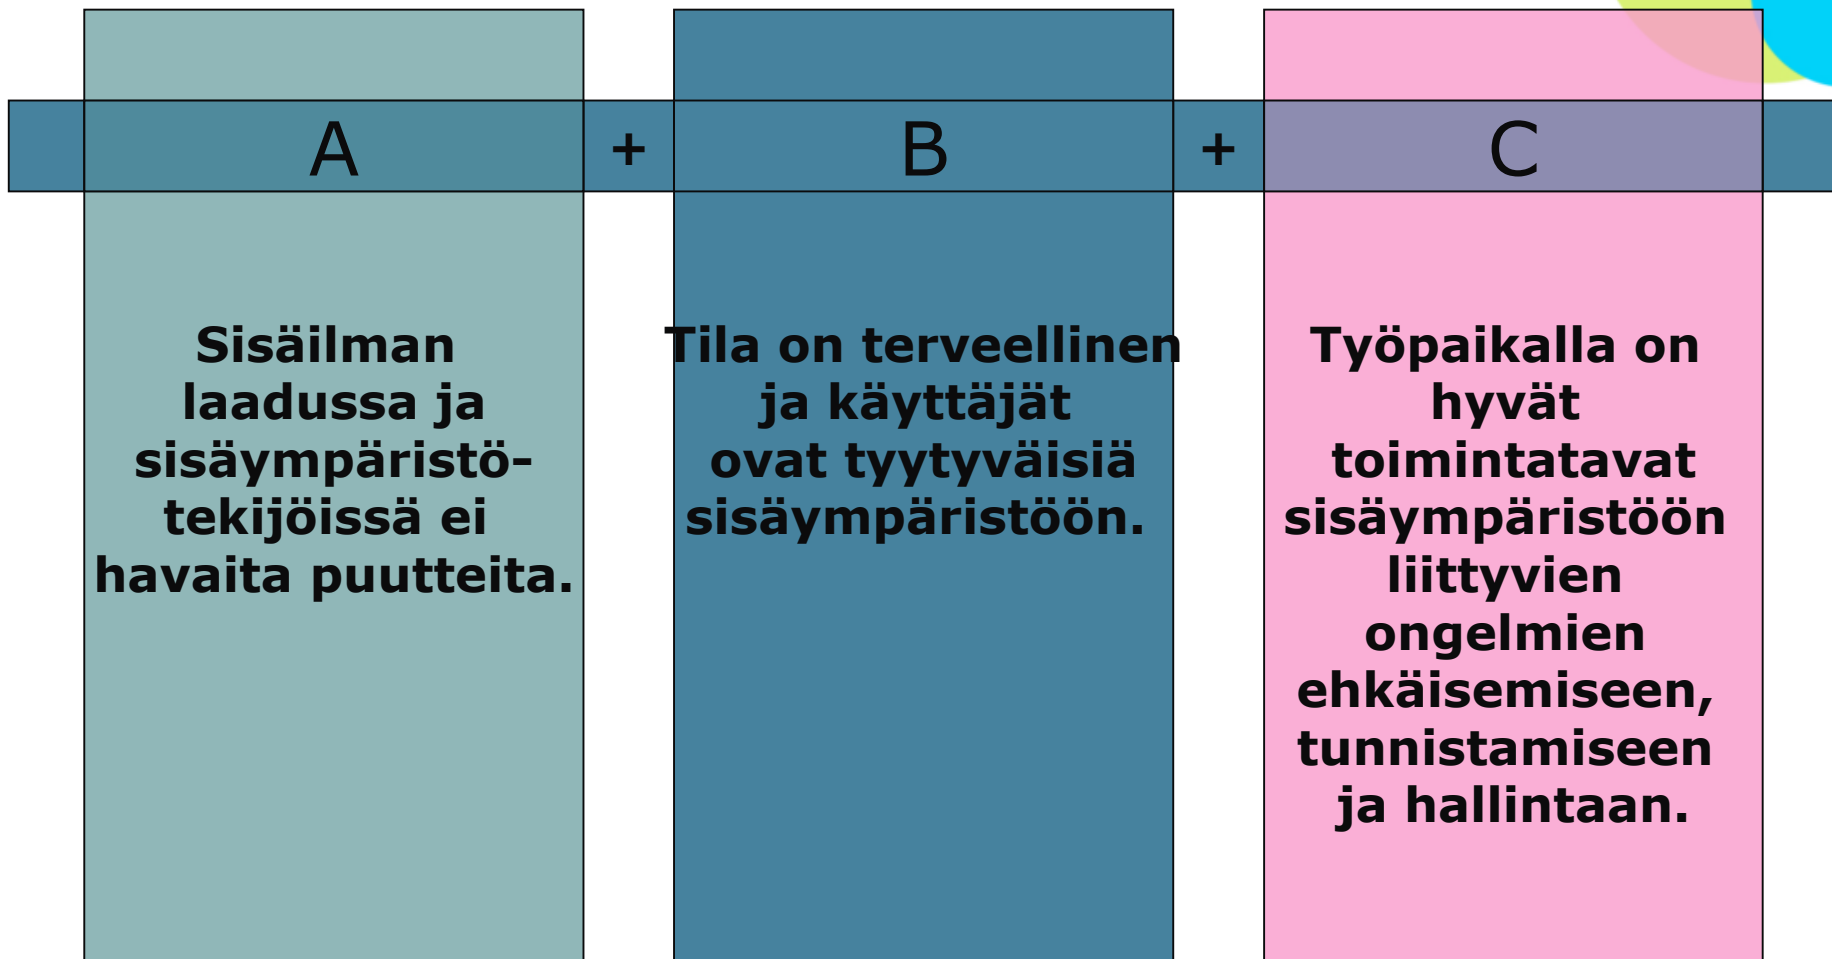 A + B + C
Sisäilman
laadussa ja
sisäympäristö-
tekijöissä ei
havaita puutteita.
Tila on terveellinen
ja käyttäjät
ovat tyytyväisiä
sisäympäristöön.
Työpaikalla on
hyvät
toimintatavat
sisäympäristöön
liittyvien
ongelmien
ehkäisemiseen,
tunnistamiseen
ja hallintaan.